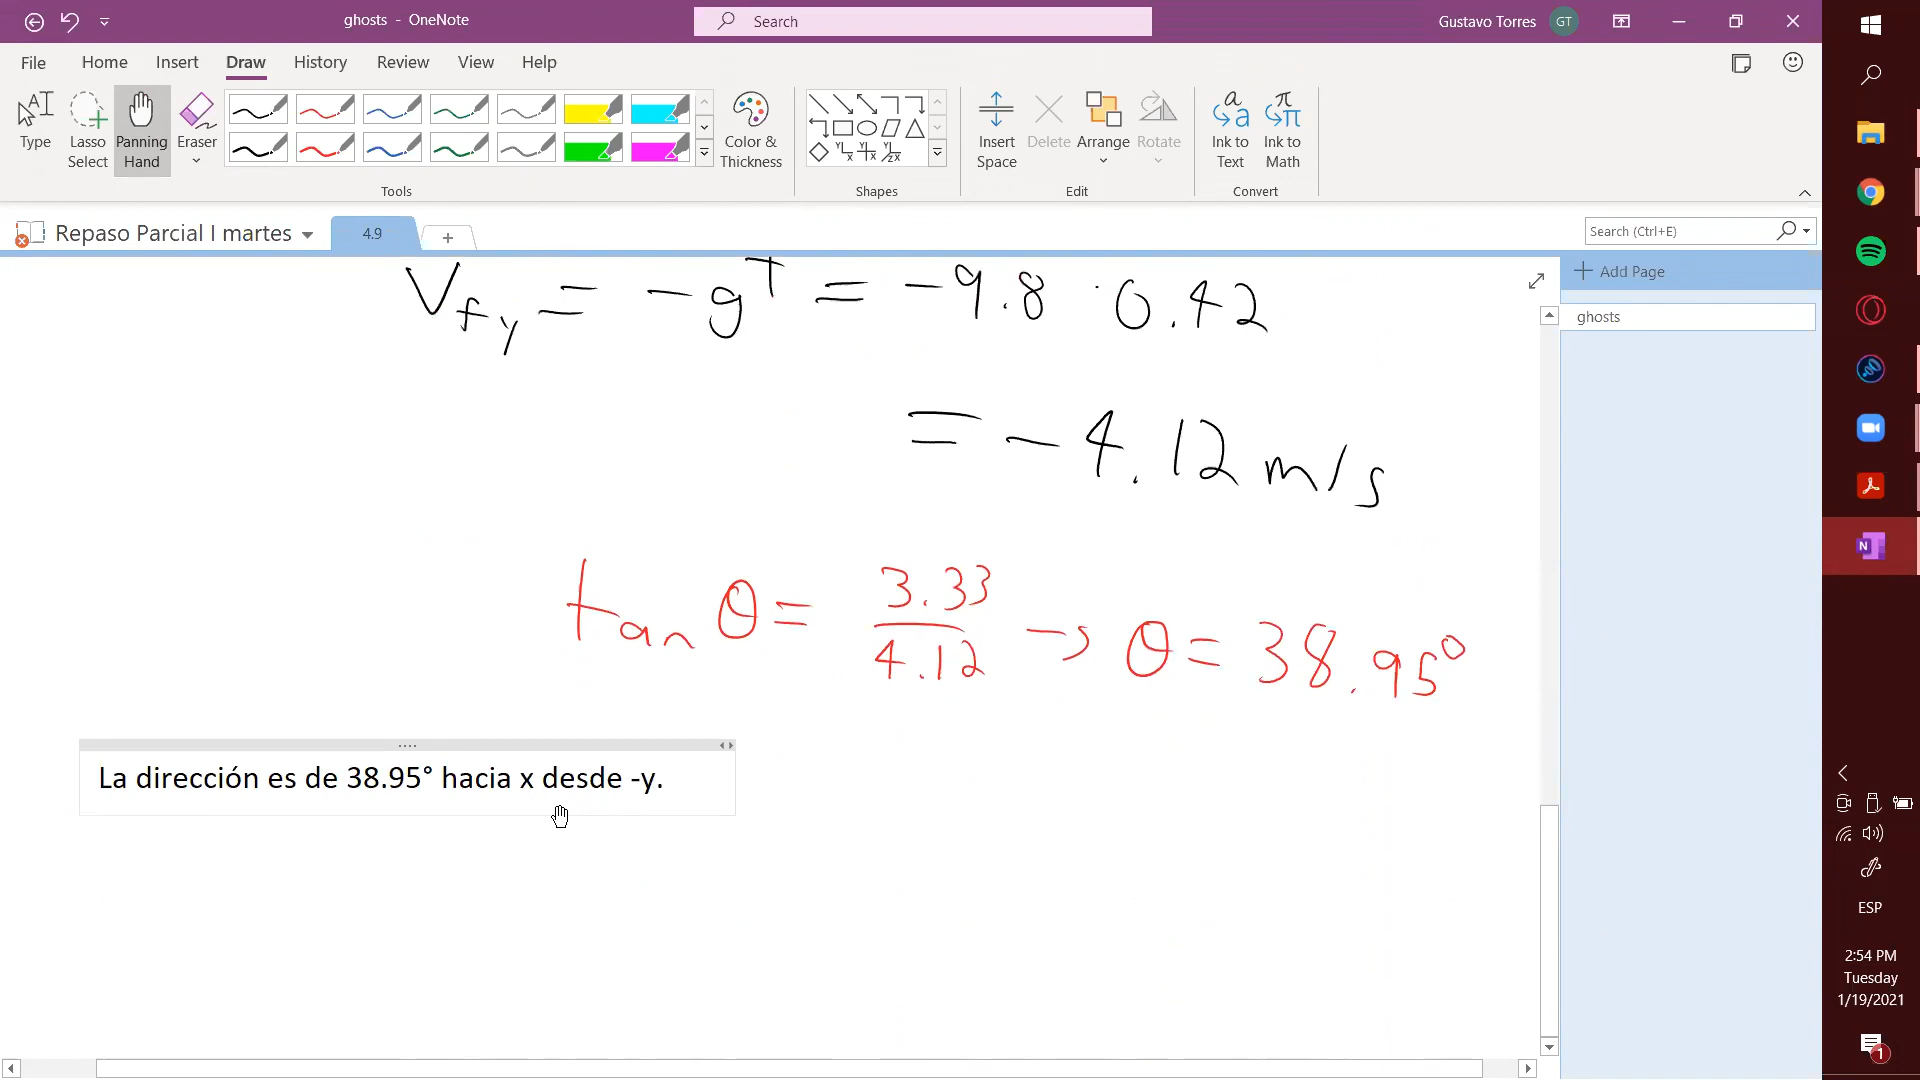 ghosts - OneNote
Search
Gustavo Torres
GT
File
Home
Insert
Draw
History
Review
View
Help
Type
Lasso Select
Panning Hand
Eraser
Color & Thickness
Insert Space
Delete
Arrange
Rotate
Ink to Text
Ink to Math
Tools
Shapes
Edit
Convert
Repaso Parcial I martes
4.9
Search (Ctrl+E)
Add Page
ghosts
V_{fy} = -gt = -9.8 · 0.42
= -4.12 m/s
tan θ = 3.33/4.12 → θ = 38.95°
La dirección es de 38.95° hacia x desde -y.
ESP
2:54 PM
Tuesday
1/19/2021
1